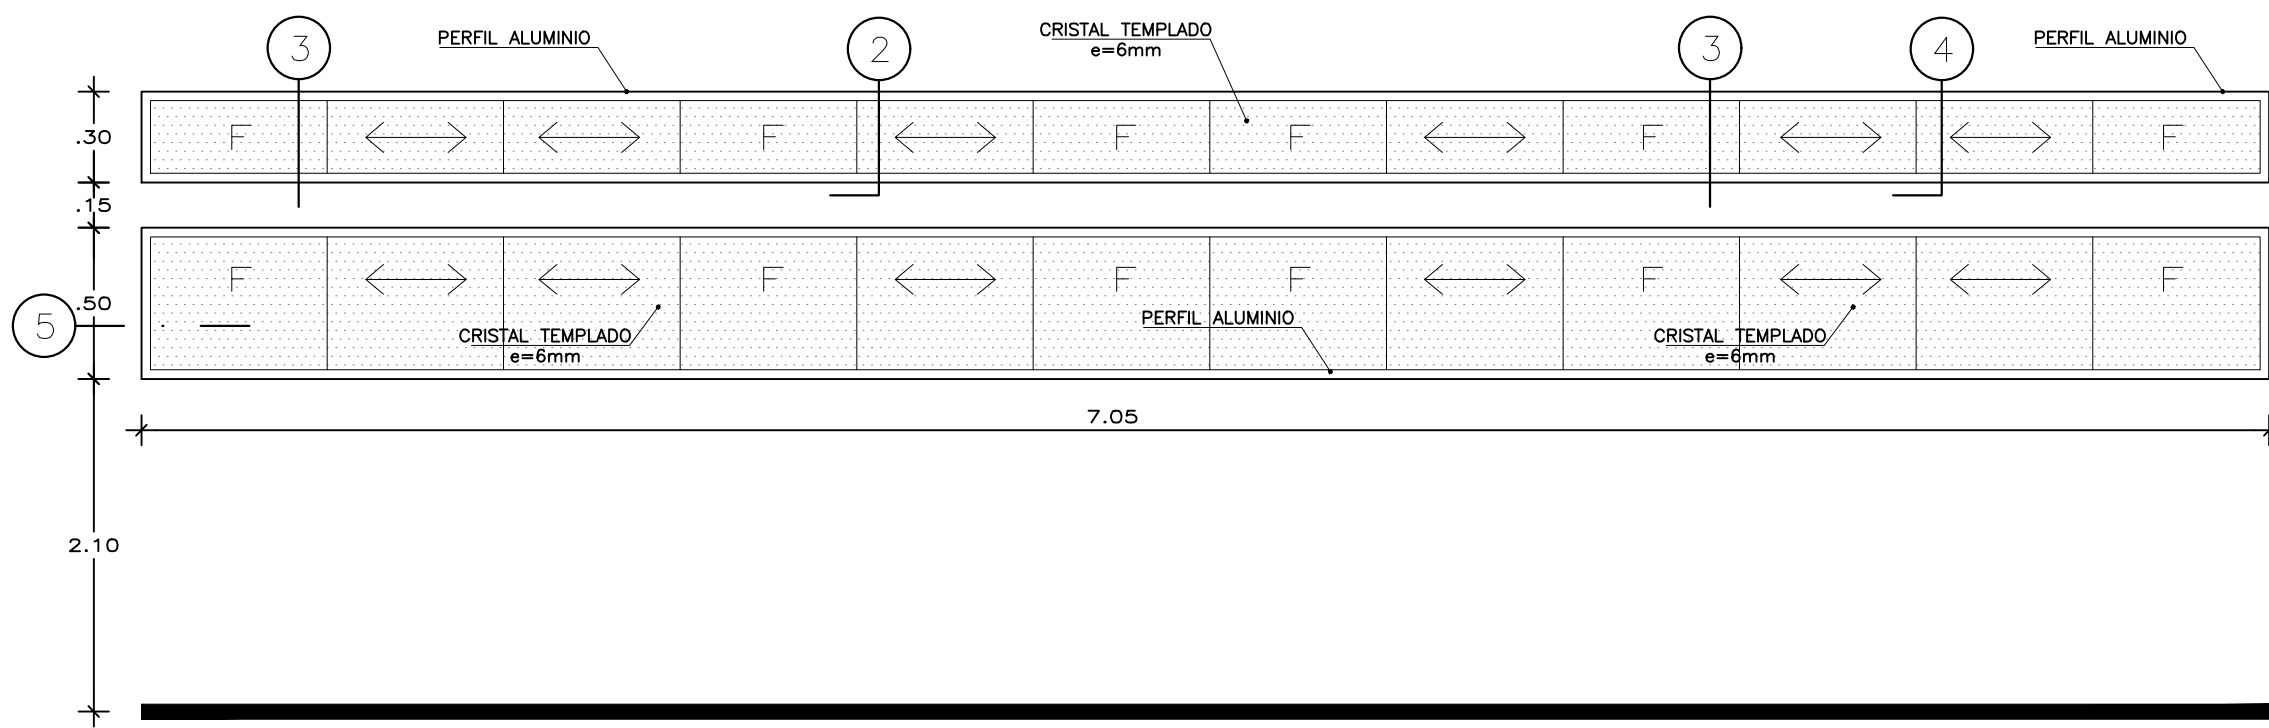 3
PERFIL ALUMINIO
2
CRISTAL TEMPLADO
e=6mm
3
4
PERFIL ALUMINIO
.30
F
F
F
F
F
F
.15
.50
F
F
F
F
F
F
5
CRISTAL TEMPLADO
e=6mm
PERFIL ALUMINIO
CRISTAL TEMPLADO
e=6mm
7.05
2.10